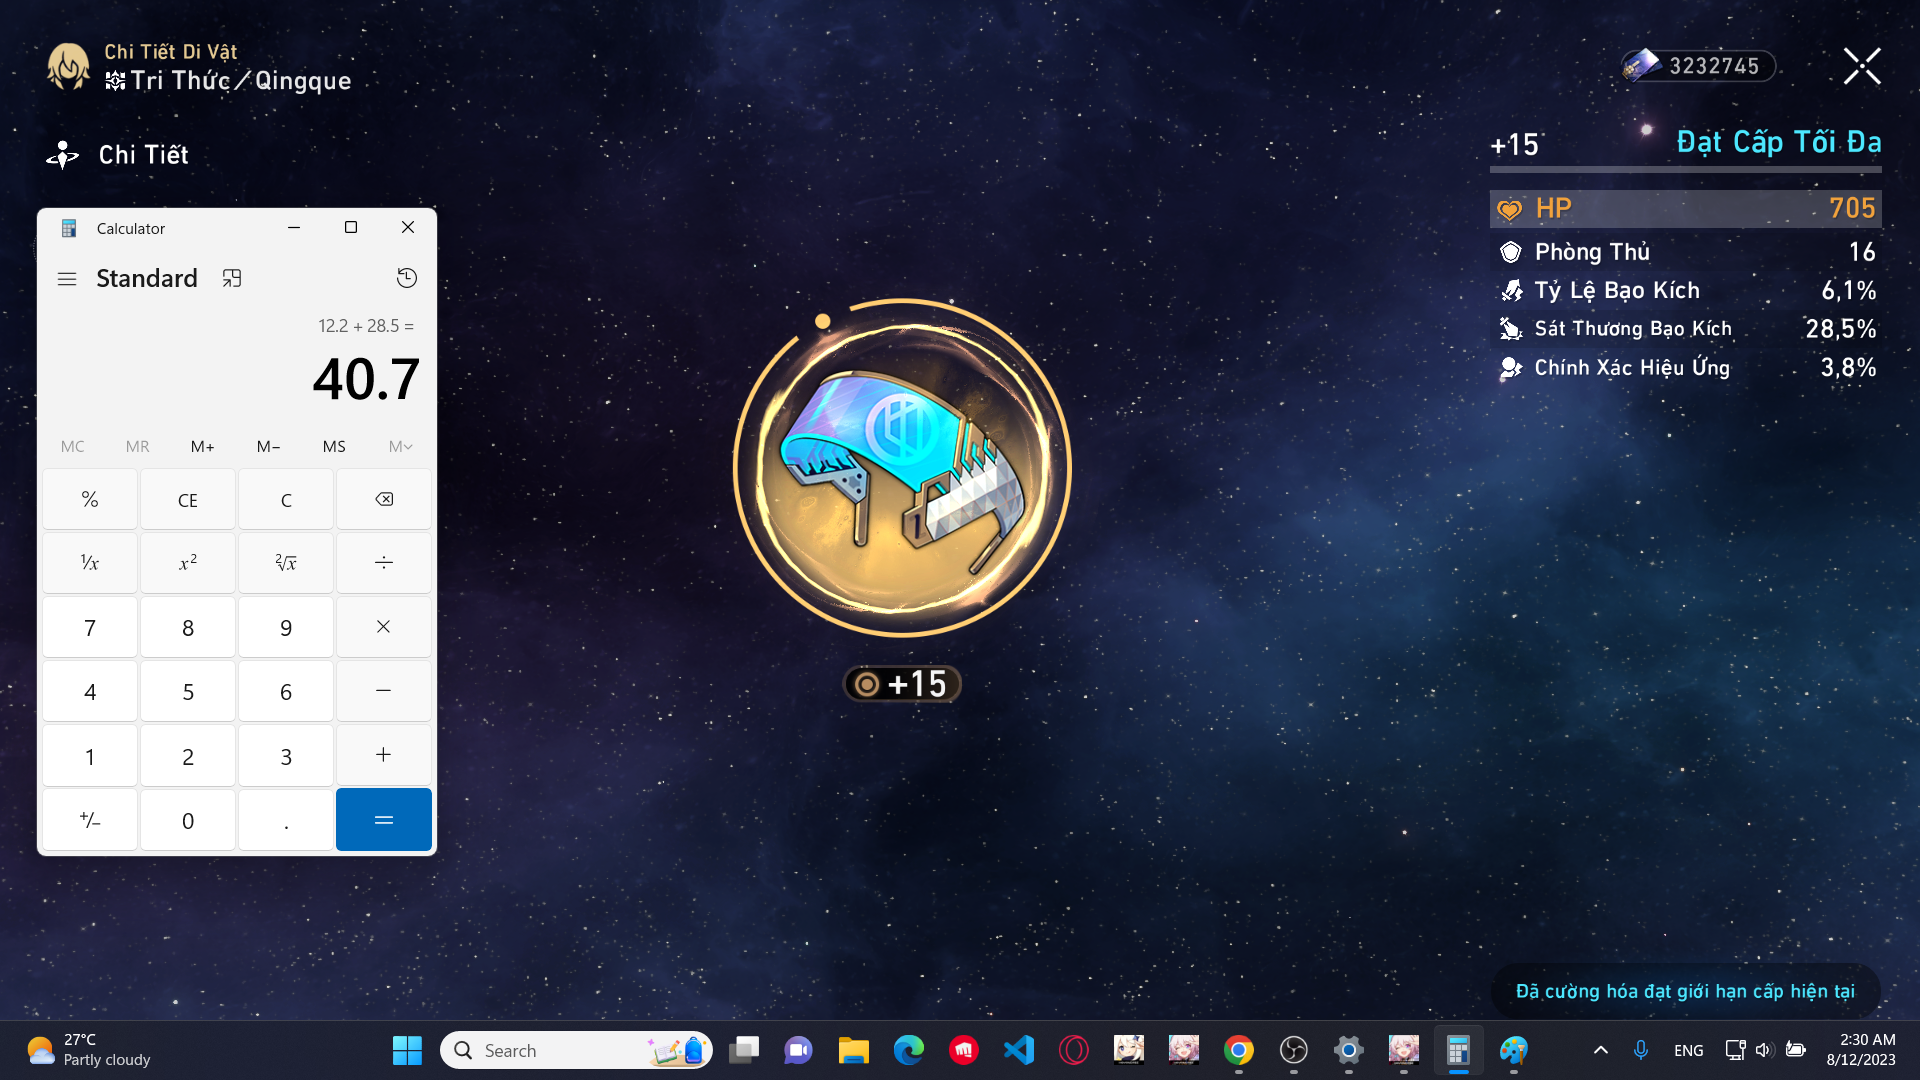 Chi Tiết Di Vật
Tri Thức／Qingque
3232745
Chi Tiết
+15
Đạt Cấp Tối Đa
HP 705
Phòng Thủ 16
Tỷ Lệ Bạo Kích 6,1%
Sát Thương Bạo Kích 28,5%
Chính Xác Hiệu Ứng 3,8%
Calculator
Standard
12.2 + 28.5 =
40.7
MC MR M+ M− MS M
% CE C
¹/x x² ²√x ÷
7 8 9 ×
4 5 6 −
1 2 3 +
+/− 0 . =
+15
Đã cường hóa đạt giới hạn cấp hiện tại
27°C
Partly cloudy
Search
ENG
2:30 AM
8/12/2023